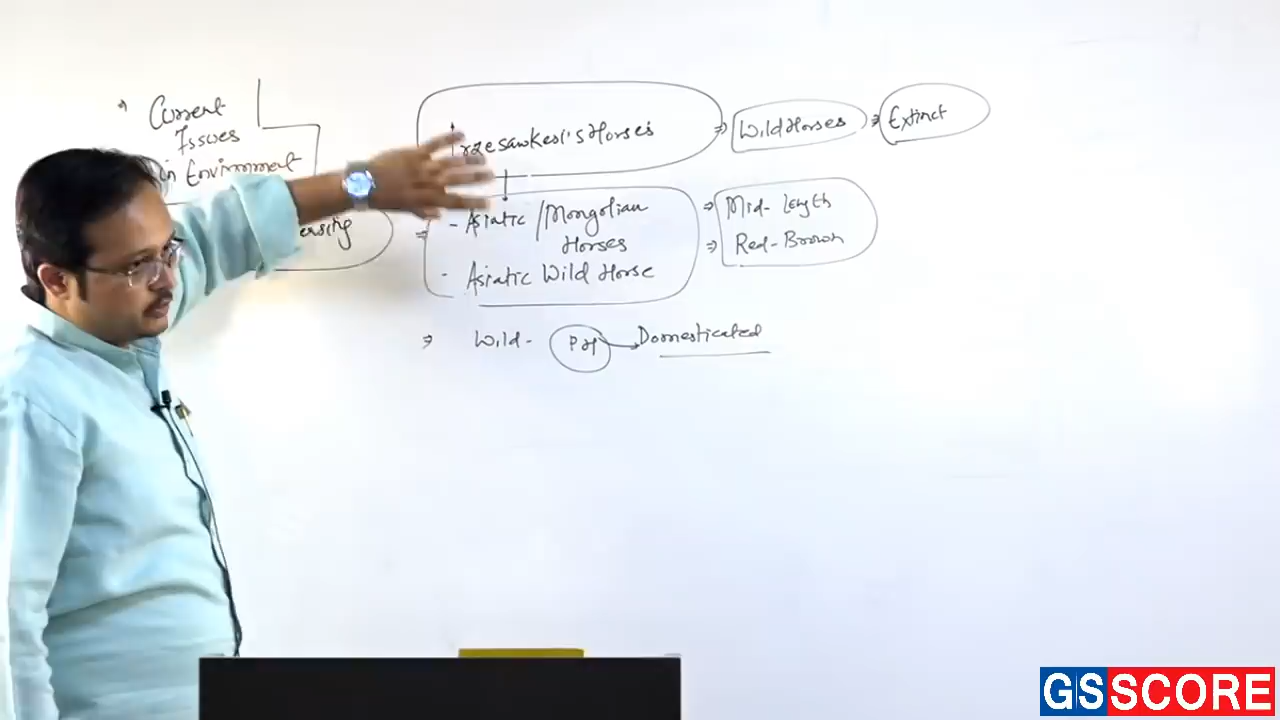 Current
Issues
in Environment
Horses
⇒ Wild Horses ⇒ Extinct
- Asiatic / Mongolian
Horses
- Asiatic Wild Horse
⇒ Mid- Length
⇒ Red-Brown
⇒ Wild- Pop → Domesticated
GSSCORE